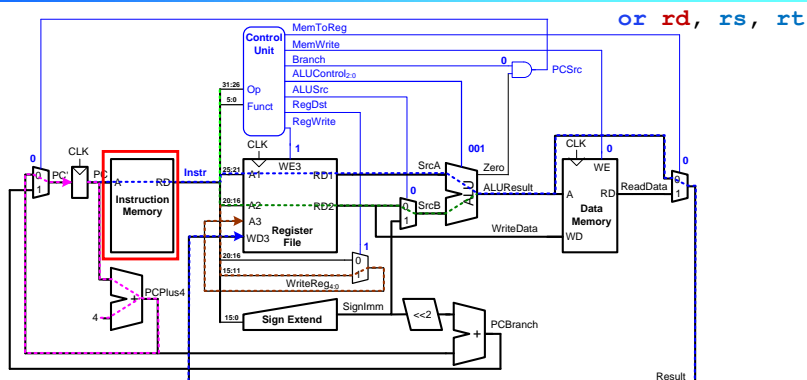 or rd, rs, rt
MemToReg
Control
Unit
MemWrite
Branch
0
PCSrc
ALUControl2:0
31:26
Op
ALUSrc
5:0
Funct
RegDst
RegWrite
CLK
CLK
1
001
CLK
0
0
0
WE3
SrcA
Zero
WE
0
PC'
PC
A
RD
Instr
25:21
A1
RD1
0
ALU
ALUResult
A
RD
ReadData
0
1
1
Instruction
Memory
20:16
A2
RD2
0
SrcB
Data
Memory
1
A3
Register
File
WD3
1
WriteData
WD
20:16
0
PCPlus4
15:11
1
+
WriteReg4:0
4
SignImm
15:0
Sign Extend
<<2
PCBranch
+
Result